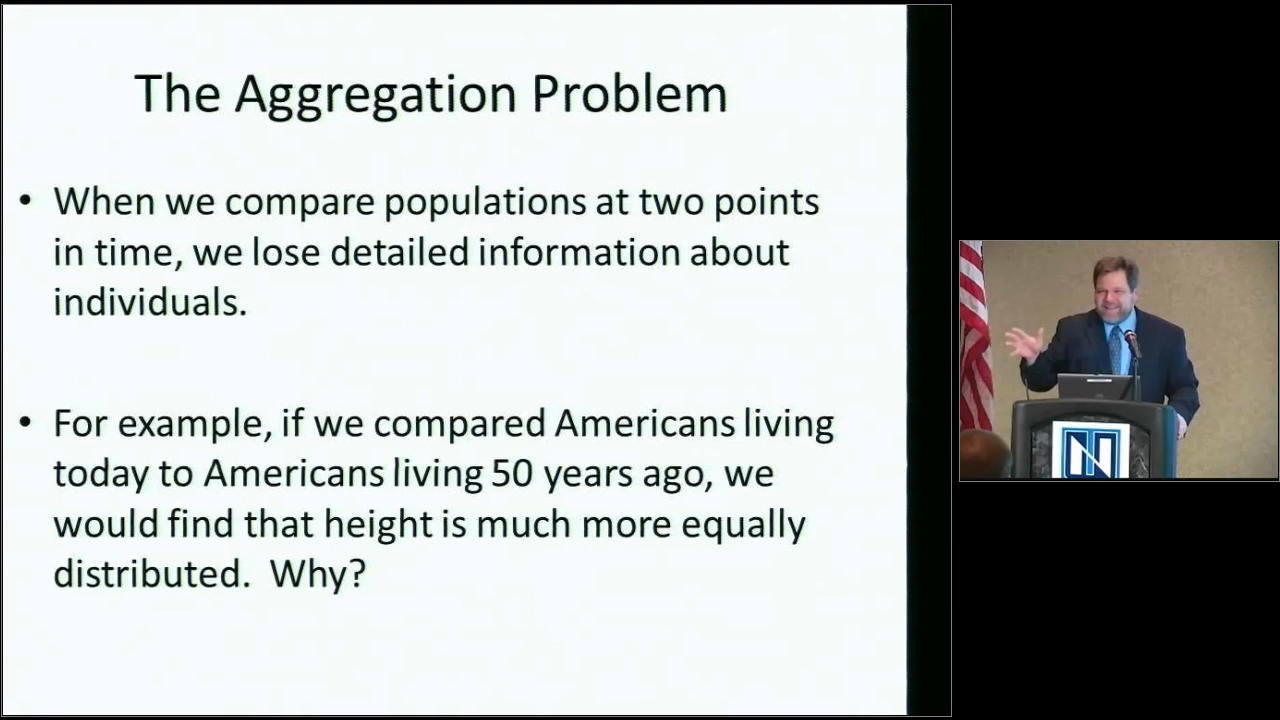 The Aggregation Problem
• When we compare populations at two points
in time, we lose detailed information about
individuals.
• For example, if we compared Americans living
today to Americans living 50 years ago, we
would find that height is much more equally
distributed.  Why?
N